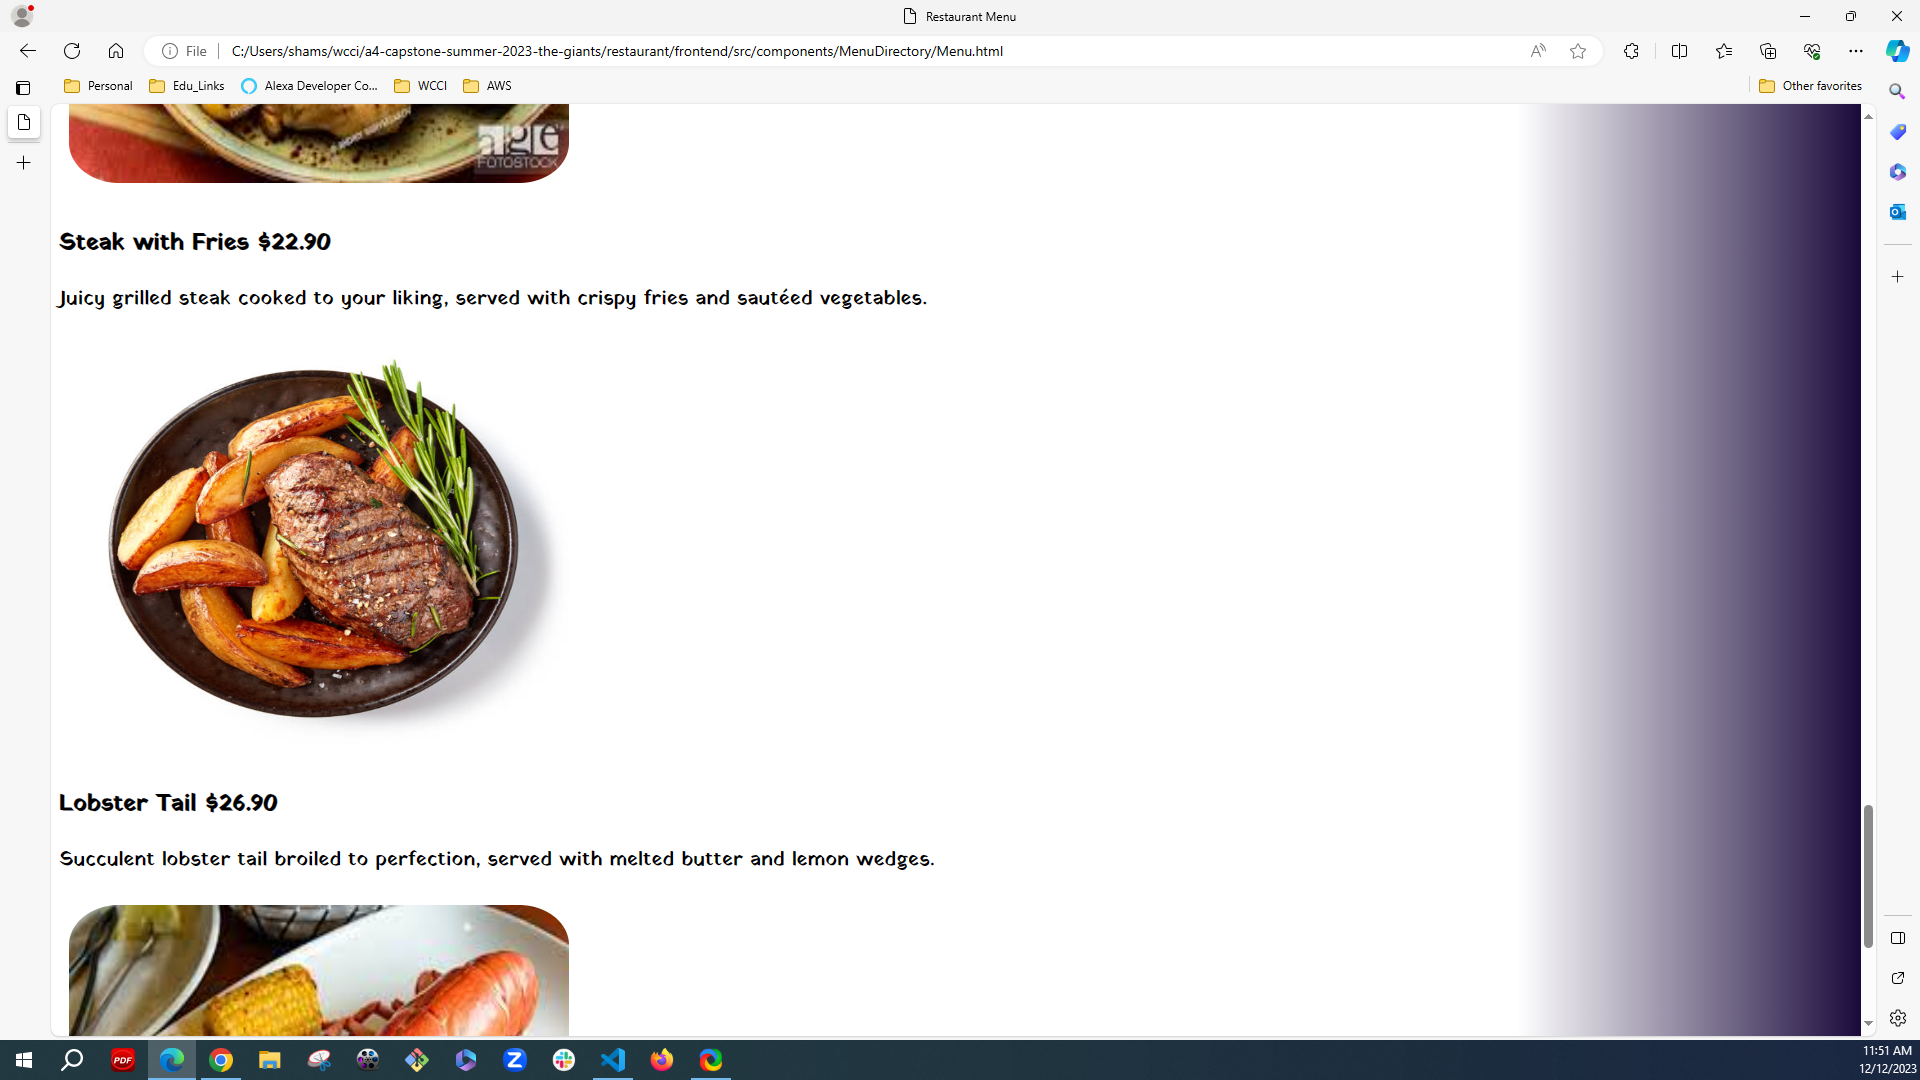 Restaurant Menu
File
C:/Users/shams/wcci/a4-capstone-summer-2023-the-giants/restaurant/frontend/src/components/MenuDirectory/Menu.html
Personal
Edu_Links
Alexa Developer Co...
WCCI
AWS
Other favorites
age
FOTOSTOCK
Steak with Fries $22.90
Juicy grilled steak cooked to your liking, served with crispy fries and sautéed vegetables.
Lobster Tail $26.90
Succulent lobster tail broiled to perfection, served with melted butter and lemon wedges.
PDF
11:51 AM
12/12/2023